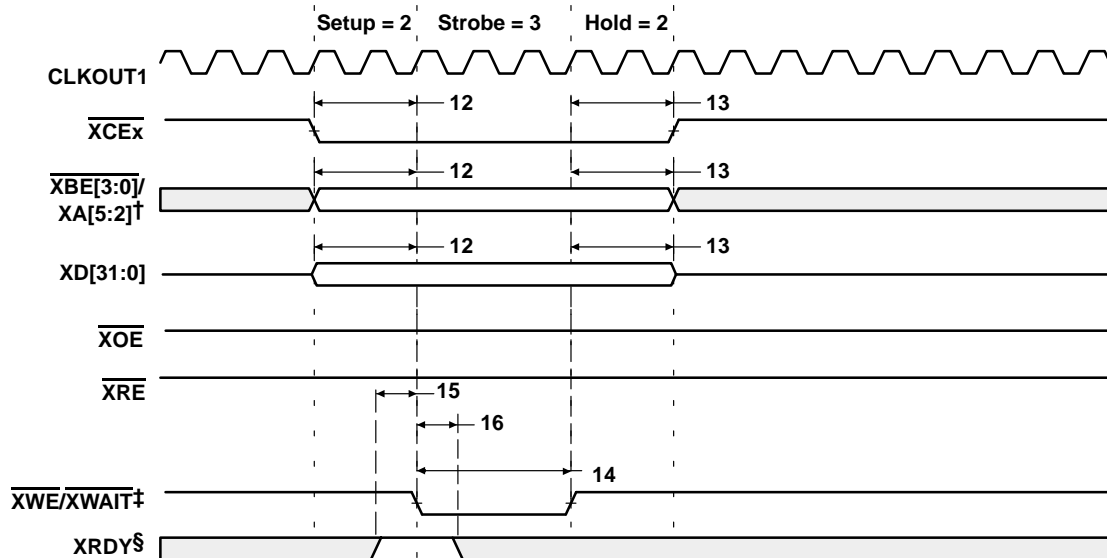 Setup = 2 Strobe = 3 Hold = 2
CLKOUT1
12 13
XCEx
12 13
XBE[3:0]/
XA[5:2]†
12 13
XD[31:0]
XOE
XRE
15
16
14
XWE/XWAIT‡
XRDY§